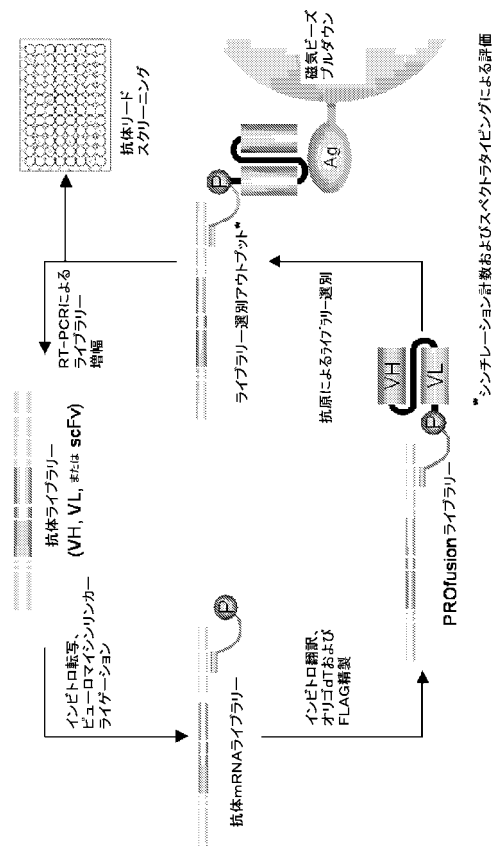 抗体ライブラリー
(VH, VL, または scFv)
インビトロ転写、
ピューロマイシンリンカー
ライゲーション
P
抗体mRNAライブラリー
インビトロ翻訳、
オリゴdTおよび
FLAG精製
VH
VL
P
PROfusionライブラリー
抗原によるライブラリー選別
P
Ag
磁気ビーズ
プルダウン
ライブラリー選別アウトプット*
RT-PCRによる
ライブラリー
増幅
抗体リード
スクリーニング
*シンチレーション計数およびスペクトラタイピングによる評価